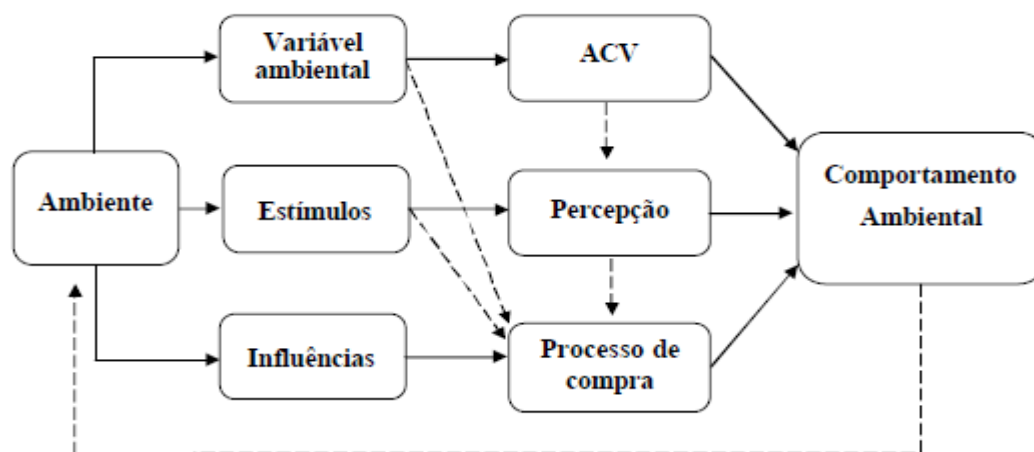 Variável
ambiental
ACV
Ambiente
Estímulos
Percepção
Comportamento
Ambiental
Influências
Processo de
compra